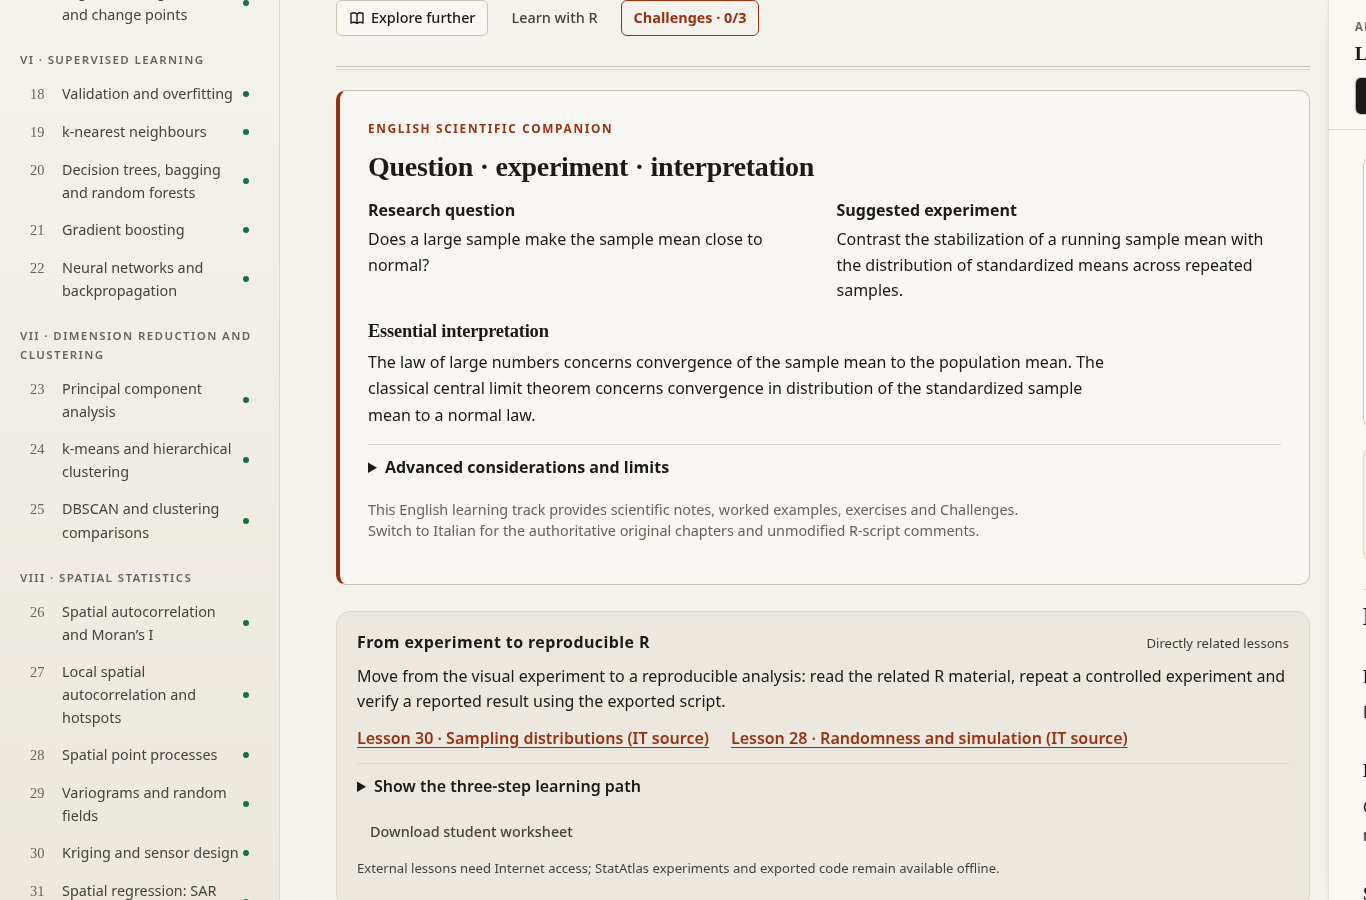 and change points
VI · SUPERVISED LEARNING
18 Validation and overfitting
19 k-nearest neighbours
20 Decision trees, bagging
and random forests
21 Gradient boosting
22 Neural networks and
backpropagation
VII · DIMENSION REDUCTION AND
CLUSTERING
23 Principal component
analysis
24 k-means and hierarchical
clustering
25 DBSCAN and clustering
comparisons
VIII · SPATIAL STATISTICS
26 Spatial autocorrelation
and Moran’s I
27 Local spatial
autocorrelation and
hotspots
28 Spatial point processes
29 Variograms and random
fields
30 Kriging and sensor design
31 Spatial regression: SAR
Explore further
Learn with R
Challenges · 0/3
ENGLISH SCIENTIFIC COMPANION
Question · experiment · interpretation
Research question
Does a large sample make the sample mean close to
normal?
Suggested experiment
Contrast the stabilization of a running sample mean with
the distribution of standardized means across repeated
samples.
Essential interpretation
The law of large numbers concerns convergence of the sample mean to the population mean. The
classical central limit theorem concerns convergence in distribution of the standardized sample
mean to a normal law.
Advanced considerations and limits
This English learning track provides scientific notes, worked examples, exercises and Challenges.
Switch to Italian for the authoritative original chapters and unmodified R-script comments.
From experiment to reproducible R
Directly related lessons
Move from the visual experiment to a reproducible analysis: read the related R material, repeat a controlled experiment and
verify a reported result using the exported script.
Lesson 30 · Sampling distributions (IT source)
Lesson 28 · Randomness and simulation (IT source)
Show the three-step learning path
Download student worksheet
External lessons need Internet access; StatAtlas experiments and exported code remain available offline.